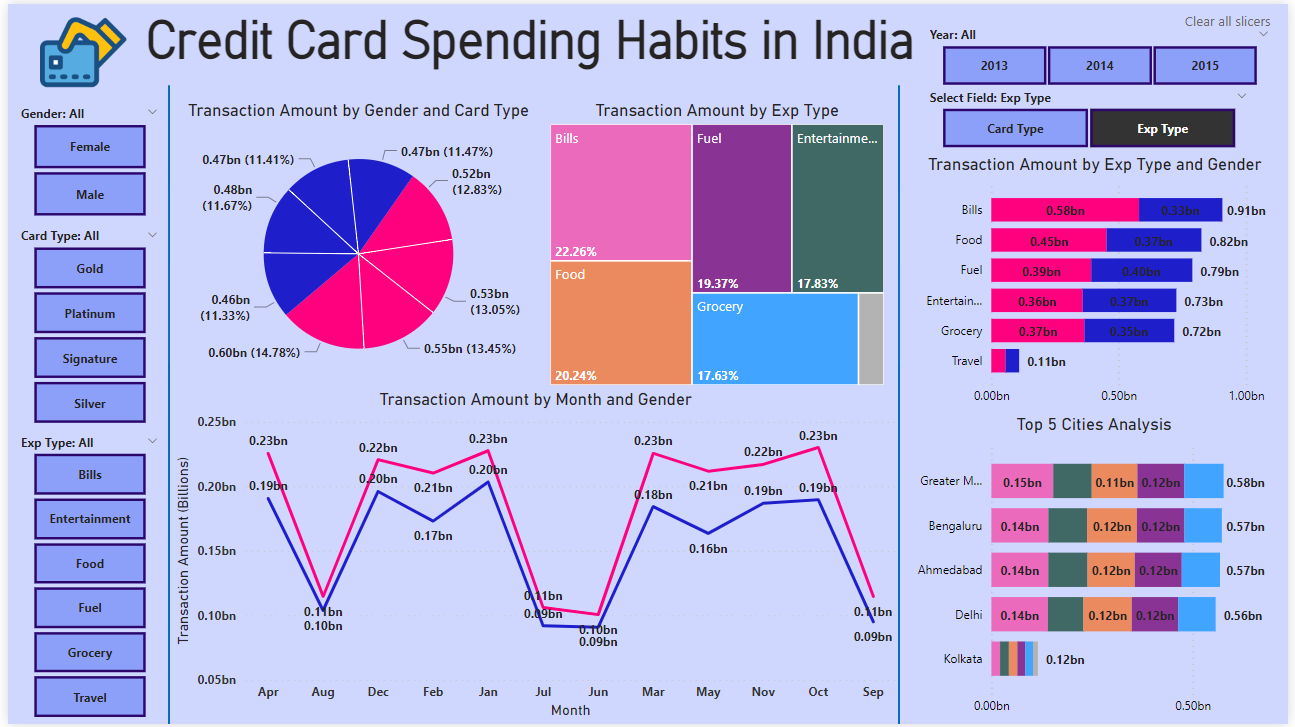 Credit Card Spending Habits in India
Clear all slicers
Year: All
2013
2014
2015
Select Field: Exp Type
Card Type
Exp Type
Gender: All
Female
Male
Card Type: All
Gold
Platinum
Signature
Silver
Exp Type: All
Bills
Entertainment
Food
Fuel
Grocery
Travel
Transaction Amount by Gender and Card Type
0.47bn (11.47%)
0.52bn
(12.83%)
0.53bn
(13.05%)
0.55bn (13.45%)
0.60bn (14.78%)
0.46bn
(11.33%)
0.48bn
(11.67%)
0.47bn (11.41%)
Transaction Amount by Exp Type
Bills
22.26%
Food
20.24%
Fuel
19.37%
Entertainme...
17.83%
Grocery
17.63%
Transaction Amount by Month and Gender
Transaction Amount (Billions)
0.25bn
0.20bn
0.15bn
0.10bn
0.05bn
0.23bn
0.19bn
0.11bn
0.10bn
0.22bn
0.20bn
0.21bn
0.17bn
0.23bn
0.20bn
0.11bn
0.09bn
0.10bn
0.09bn
0.23bn
0.18bn
0.21bn
0.16bn
0.22bn
0.19bn
0.23bn
0.19bn
0.11bn
0.09bn
Apr Aug Dec Feb Jan Jul Jun Mar May Nov Oct Sep
Month
Transaction Amount by Exp Type and Gender
Bills 0.58bn 0.33bn 0.91bn
Food 0.45bn 0.37bn 0.82bn
Fuel 0.39bn 0.40bn 0.79bn
Entertain... 0.36bn 0.37bn 0.73bn
Grocery 0.37bn 0.35bn 0.72bn
Travel 0.11bn
0.00bn 0.50bn 1.00bn
Top 5 Cities Analysis
Greater M... 0.15bn 0.11bn 0.12bn 0.58bn
Bengaluru 0.14bn 0.12bn 0.12bn 0.57bn
Ahmedabad 0.14bn 0.12bn 0.12bn 0.57bn
Delhi 0.14bn 0.12bn 0.12bn 0.56bn
Kolkata 0.12bn
0.00bn 0.50bn